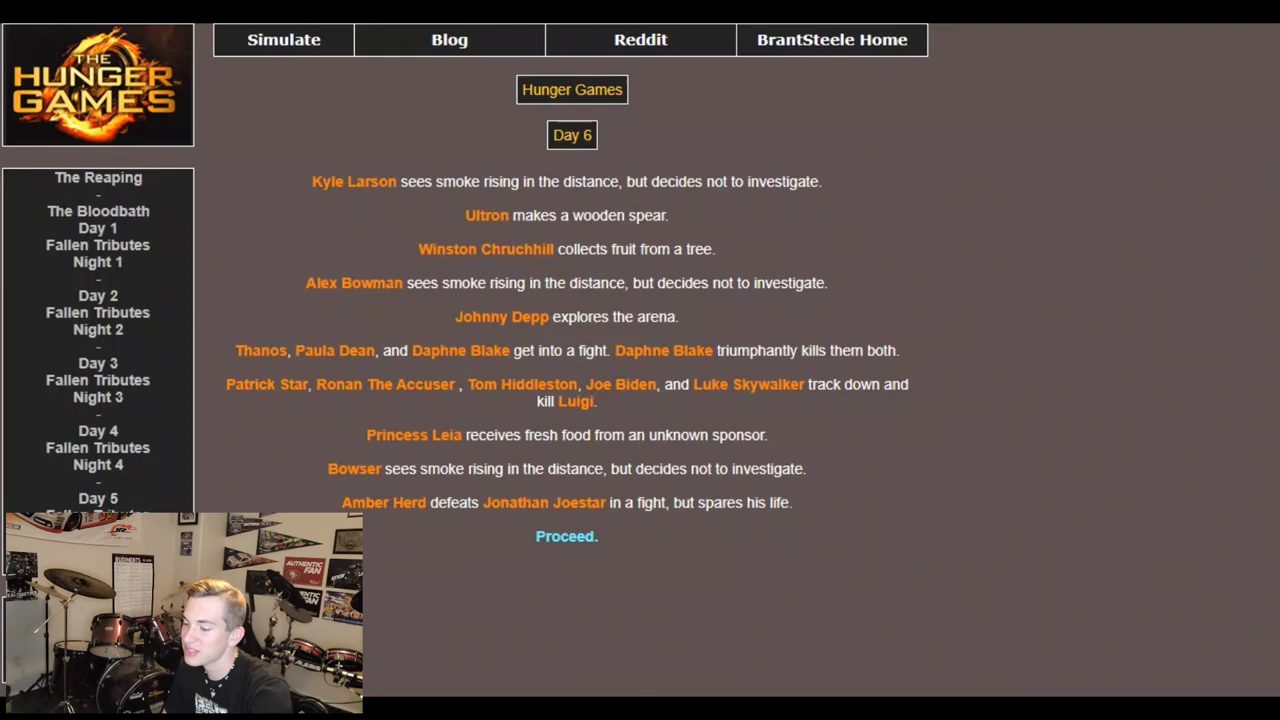 THE
HUNGER
GAMES
Simulate
Blog
Reddit
BrantSteele Home
Hunger Games
Day 6
The Reaping
-
The Bloodbath
Day 1
Fallen Tributes
Night 1
-
Day 2
Fallen Tributes
Night 2
-
Day 3
Fallen Tributes
Night 3
-
Day 4
Fallen Tributes
Night 4
-
Day 5
Fallen Tributes
Kyle Larson sees smoke rising in the distance, but decides not to investigate.
Ultron makes a wooden spear.
Winston Chruchhill collects fruit from a tree.
Alex Bowman sees smoke rising in the distance, but decides not to investigate.
Johnny Depp explores the arena.
Thanos, Paula Dean, and Daphne Blake get into a fight. Daphne Blake triumphantly kills them both.
Patrick Star, Ronan The Accuser , Tom Hiddleston, Joe Biden, and Luke Skywalker track down and
kill Luigi.
Princess Leia receives fresh food from an unknown sponsor.
Bowser sees smoke rising in the distance, but decides not to investigate.
Amber Herd defeats Jonathan Joestar in a fight, but spares his life.
Proceed.
RUDIMENTS
AUTHENTIC
FAN